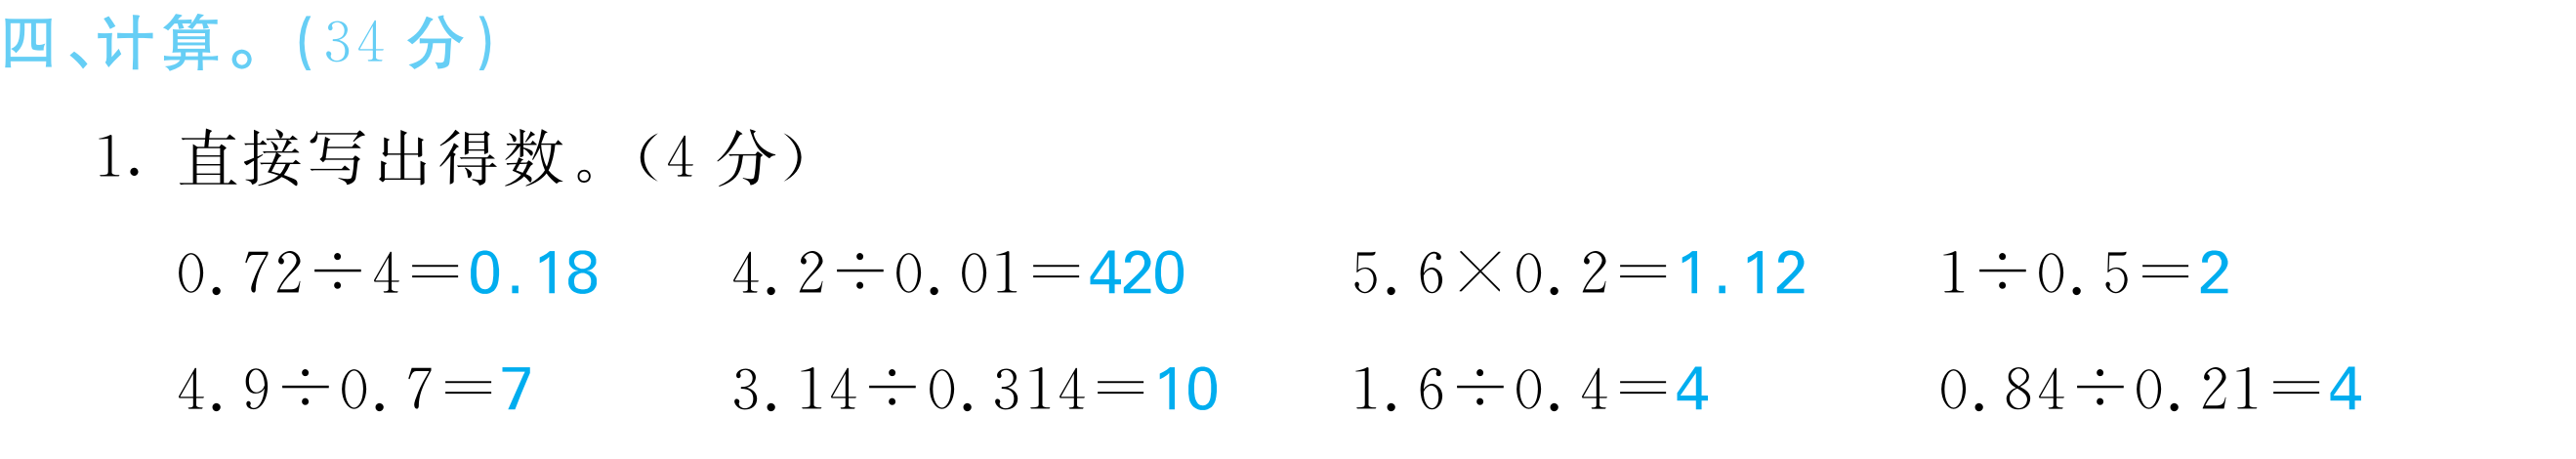 四、计算。(34 分)
1. 直接写出得数。(4 分)
0.72÷4=0.18 4.2÷0.01=420 5.6×0.2=1.12 1÷0.5=2
4.9÷0.7=7 3.14÷0.314=10 1.6÷0.4=4 0.84÷0.21=4